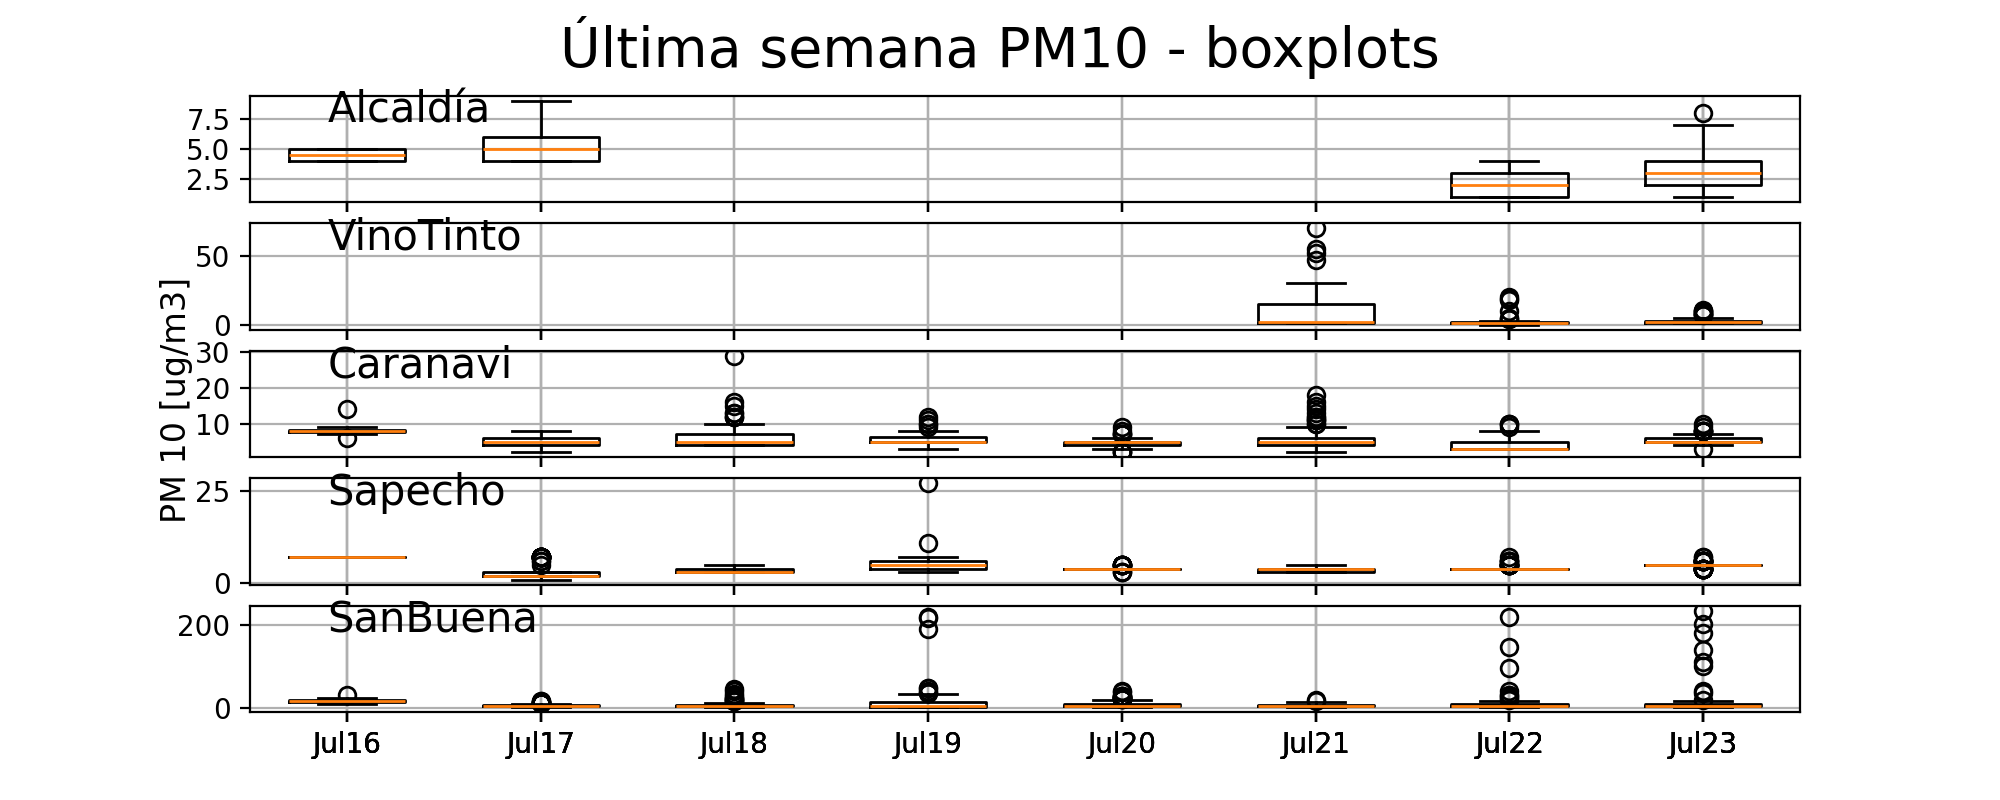 Última semana PM10 - boxplots
Alcaldía
7.5
5.0
2.5
VinoTinto
50
0
PM 10 [ug/m3]
Caranavi
30
20
10
Sapecho
25
0
SanBuena
200
0
Jul16 Jul17 Jul18 Jul19 Jul20 Jul21 Jul22 Jul23